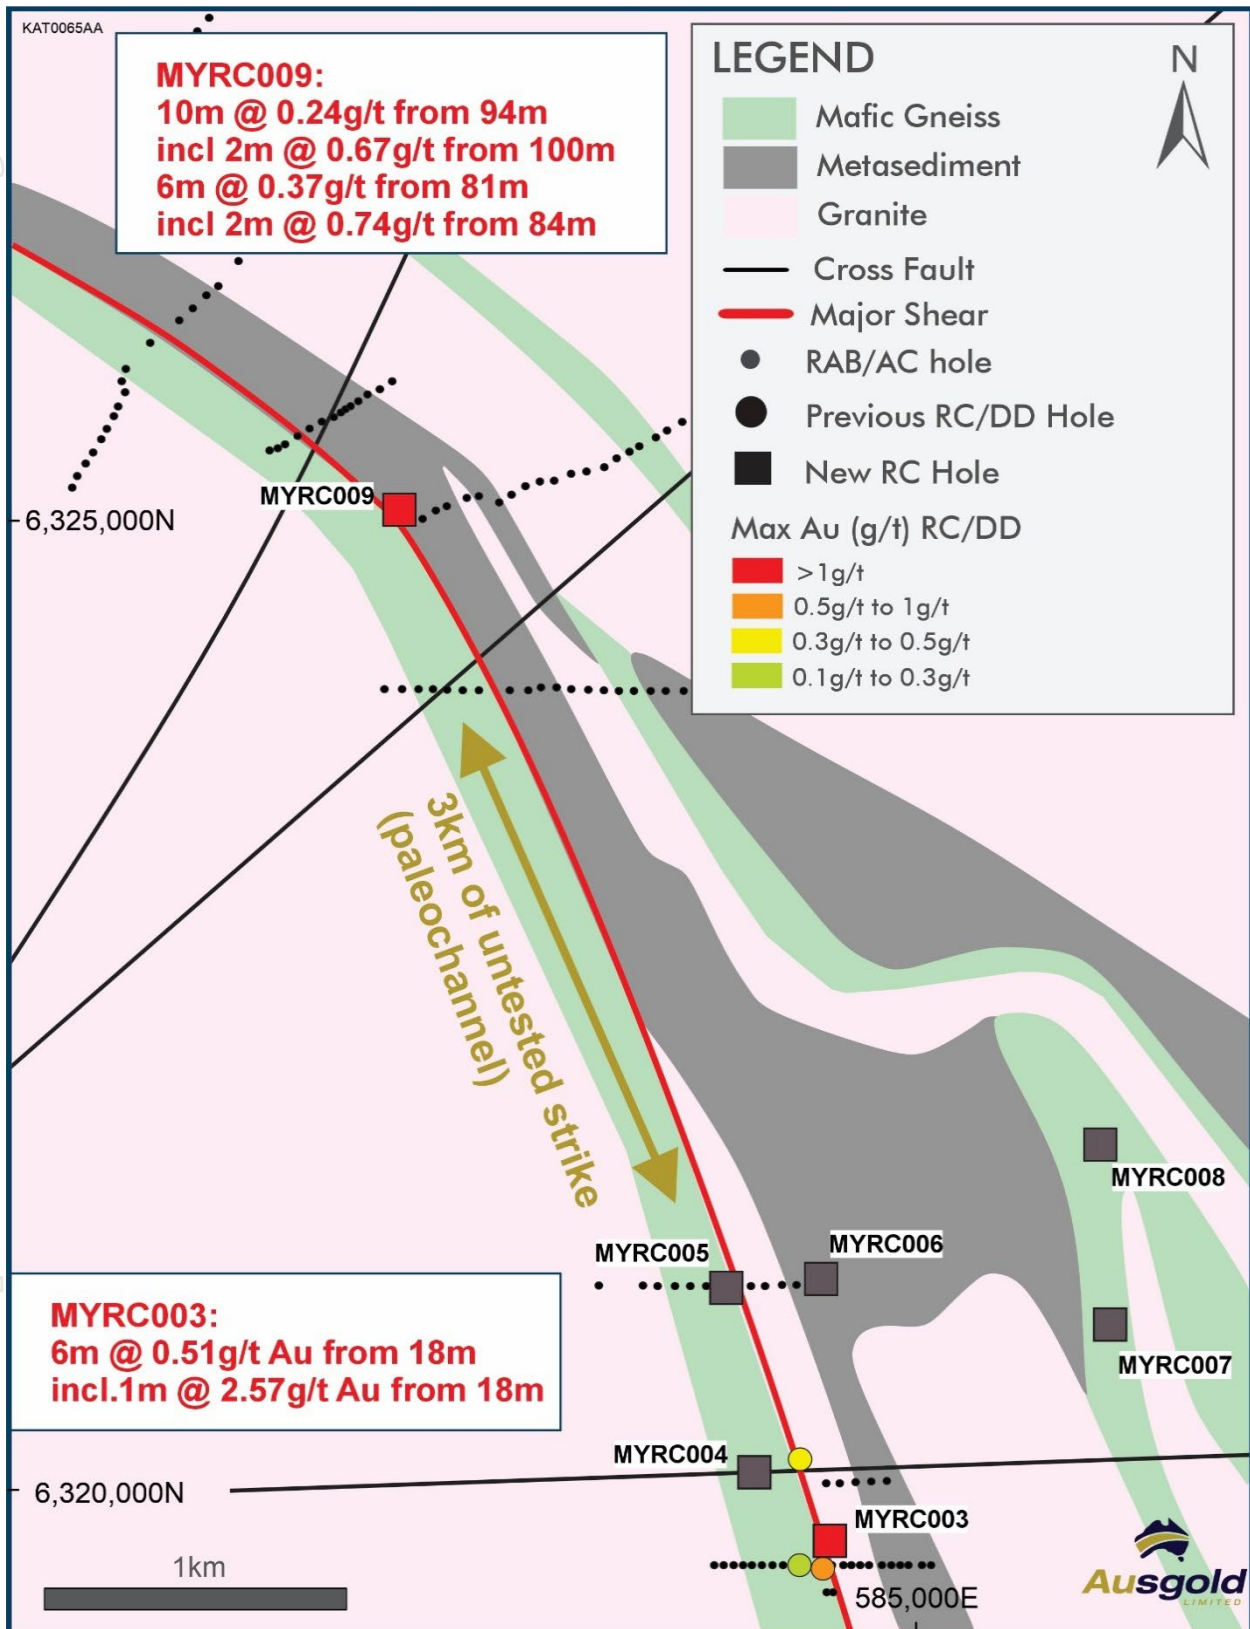 KAT0065AA
MYRC009:
10m @ 0.24g/t from 94m
incl 2m @ 0.67g/t from 100m
6m @ 0.37g/t from 81m
incl 2m @ 0.74g/t from 84m
LEGEND
N
Mafic Gneiss
Metasediment
Granite
Cross Fault
Major Shear
RAB/AC hole
Previous RC/DD Hole
New RC Hole
Max Au (g/t) RC/DD
>1g/t
0.5g/t to 1g/t
0.3g/t to 0.5g/t
0.1g/t to 0.3g/t
MYRC009
6,325,000N
3km of untested strike
(paleochannel)
MYRC008
MYRC006
MYRC005
MYRC007
MYRC003:
6m @ 0.51g/t Au from 18m
incl.1m @ 2.57g/t Au from 18m
MYRC004
6,320,000N
MYRC003
1km
585,000E
Ausgold
LIMITED